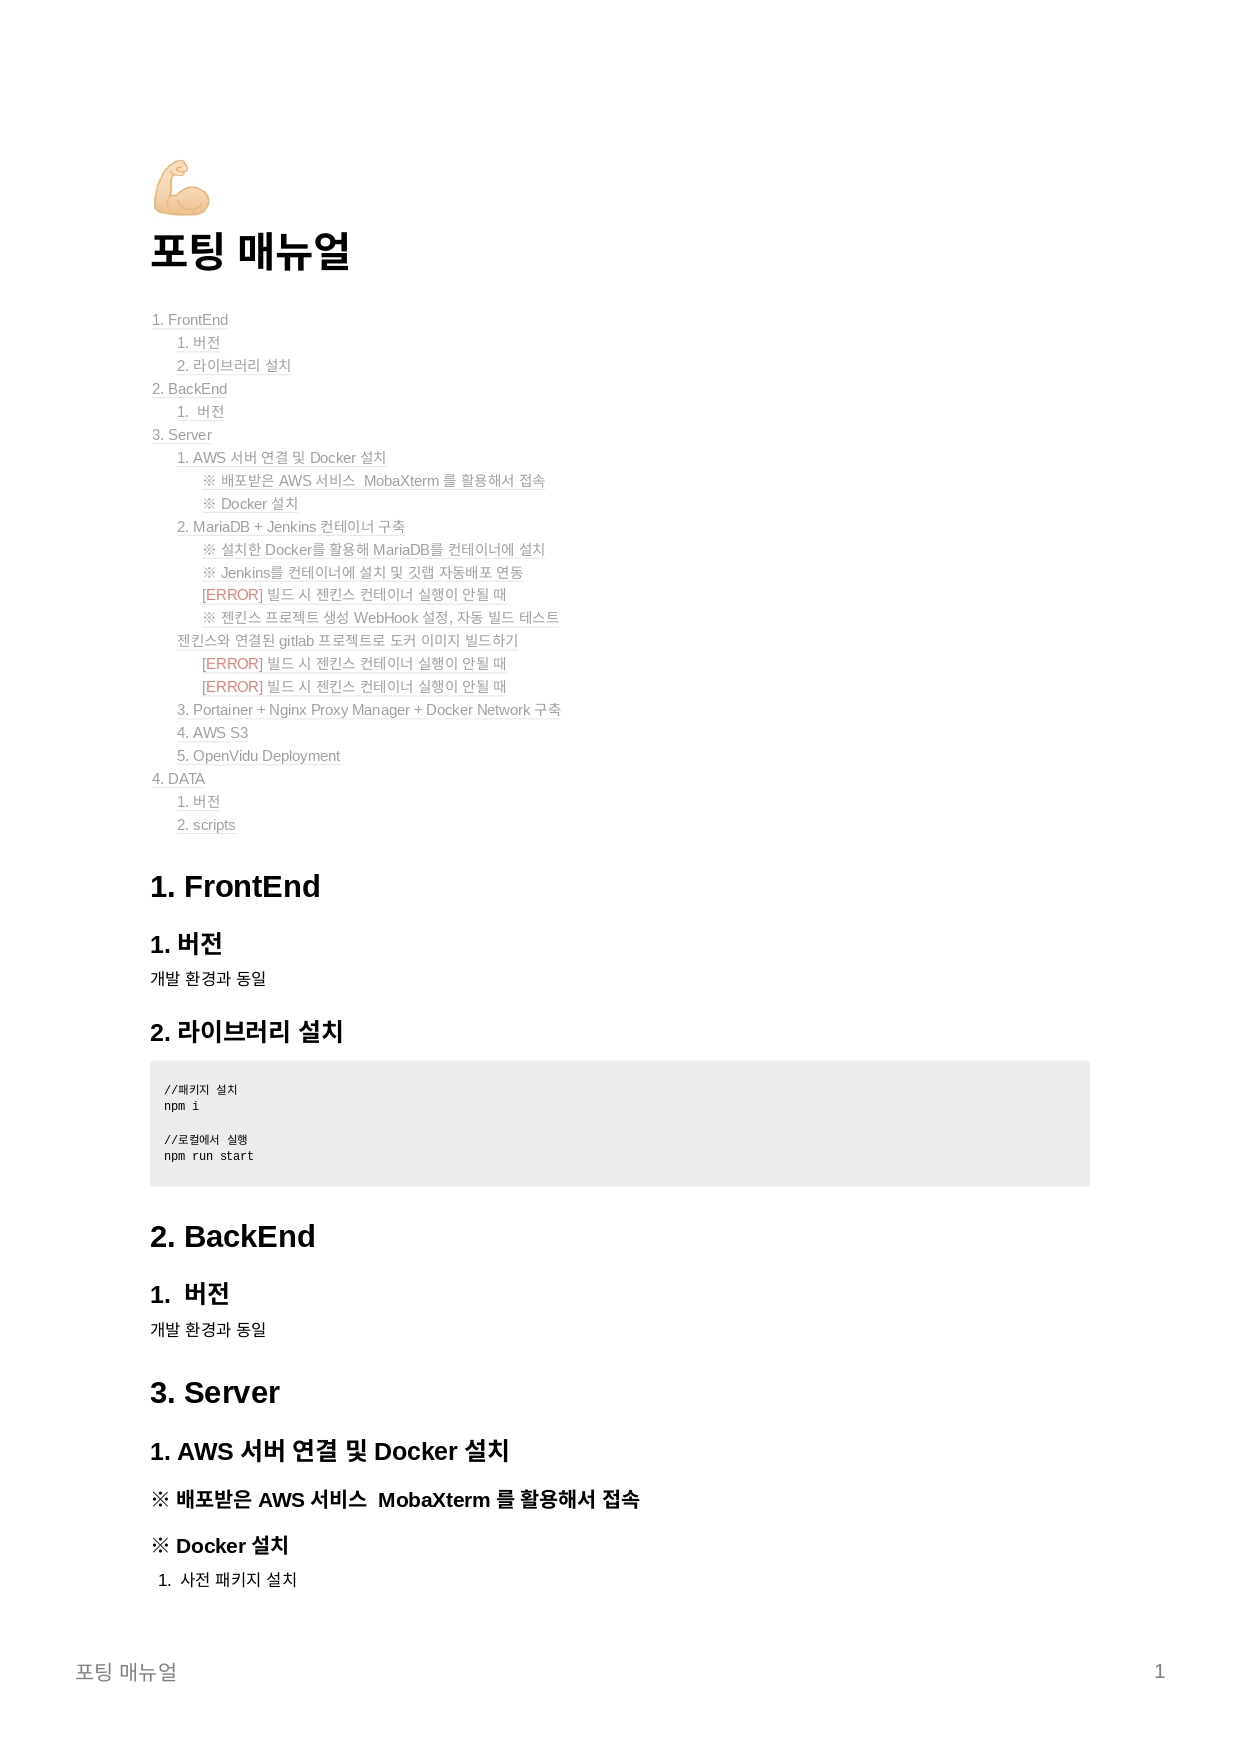 포팅 매뉴얼
1. FrontEnd
1. 버전
2. 라이브러리 설치
2. BackEnd
1.  버전
3. Server
1. AWS 서버 연결 및 Docker 설치
※ 배포받은 AWS 서비스  MobaXterm 를 활용해서 접속
※ Docker 설치
2. MariaDB + Jenkins 컨테이너 구축
※ 설치한 Docker를 활용해 MariaDB를 컨테이너에 설치
※ Jenkins를 컨테이너에 설치 및 깃랩 자동배포 연동
[ERROR] 빌드 시 젠킨스 컨테이너 실행이 안될 때
※ 젠킨스 프로젝트 생성 WebHook 설정, 자동 빌드 테스트
젠킨스와 연결된 gitlab 프로젝트로 도커 이미지 빌드하기
[ERROR] 빌드 시 젠킨스 컨테이너 실행이 안될 때
[ERROR] 빌드 시 젠킨스 컨테이너 실행이 안될 때
3. Portainer + Nginx Proxy Manager + Docker Network 구축
4. AWS S3
5. OpenVidu Deployment
4. DATA
1. 버전
2. scripts
1. FrontEnd
1. 버전
개발 환경과 동일
2. 라이브러리 설치
//패키지 설치
npm i
//로컬에서 실행
npm run start
2. BackEnd
1.  버전
개발 환경과 동일
3. Server
1. AWS 서버 연결 및 Docker 설치
※ 배포받은 AWS 서비스  MobaXterm 를 활용해서 접속
※ Docker 설치
1. 사전 패키지 설치
포팅 매뉴얼 1